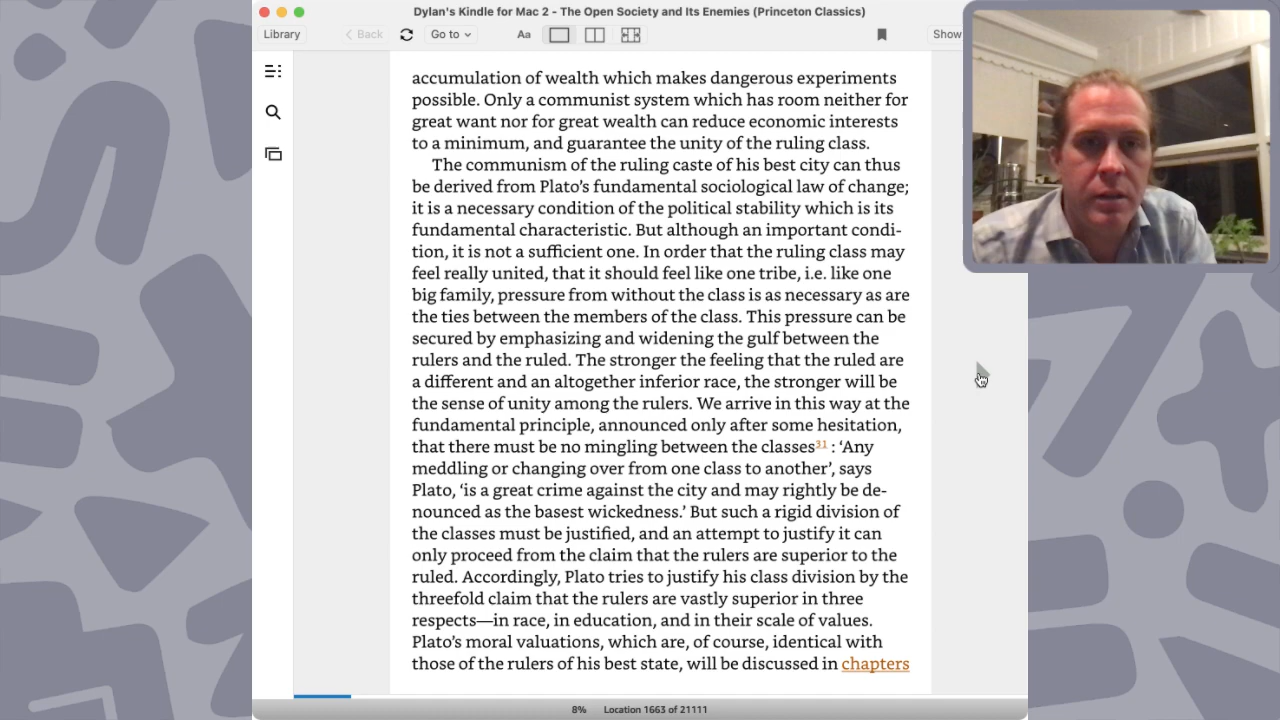 Dylan's Kindle for Mac 2 - The Open Society and Its Enemies (Princeton Classics)
Library
Back
Go to
Aa
Show
accumulation of wealth which makes dangerous experiments
possible. Only a communist system which has room neither for
great want nor for great wealth can reduce economic interests
to a minimum, and guarantee the unity of the ruling class.
The communism of the ruling caste of his best city can thus
be derived from Plato's fundamental sociological law of change;
it is a necessary condition of the political stability which is its
fundamental characteristic. But although an important condi-
tion, it is not a sufficient one. In order that the ruling class may
feel really united, that it should feel like one tribe, i.e. like one
big family, pressure from without the class is as necessary as are
the ties between the members of the class. This pressure can be
secured by emphasizing and widening the gulf between the
rulers and the ruled. The stronger the feeling that the ruled are
a different and an altogether inferior race, the stronger will be
the sense of unity among the rulers. We arrive in this way at the
fundamental principle, announced only after some hesitation,
that there must be no mingling between the classes31 : ‘Any
meddling or changing over from one class to another’, says
Plato, ‘is a great crime against the city and may rightly be de-
nounced as the basest wickedness.’ But such a rigid division of
the classes must be justified, and an attempt to justify it can
only proceed from the claim that the rulers are superior to the
ruled. Accordingly, Plato tries to justify his class division by the
threefold claim that the rulers are vastly superior in three
respects—in race, in education, and in their scale of values.
Plato's moral valuations, which are, of course, identical with
those of the rulers of his best state, will be discussed in chapters
8% Location 1663 of 21111